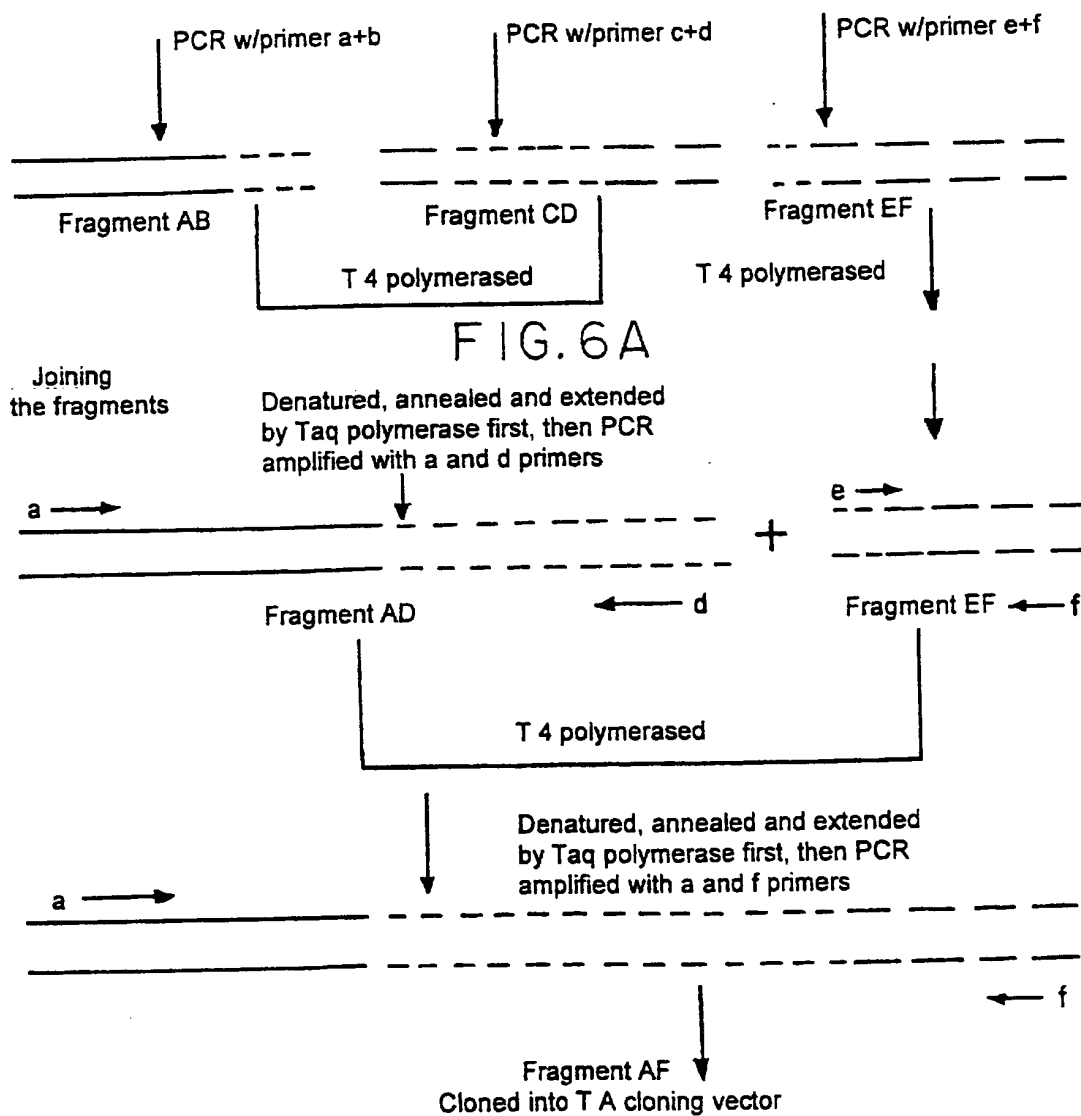 PCR w/primer a+b
PCR w/primer c+d
PCR w/primer e+f
Fragment AB
Fragment CD
Fragment EF
T 4 polymerased
T 4 polymerased
FIG. 6A
Joining
the fragments
Denatured, annealed and extended
by Taq polymerase first, then PCR
amplified with a and d primers
a
e
+
Fragment AD
d
Fragment EF
f
T 4 polymerased
Denatured, annealed and extended
by Taq polymerase first, then PCR
amplified with a and f primers
a
f
Fragment AF
Cloned into T A cloning vector